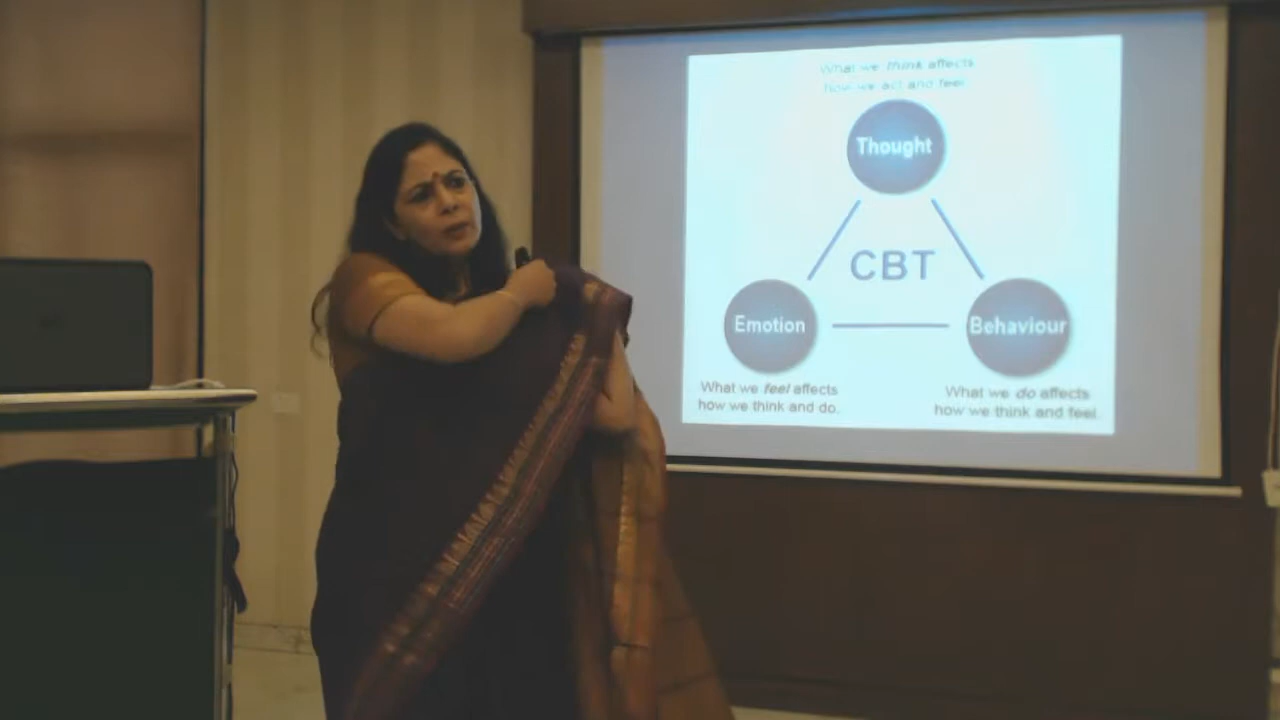 What we think affects
how we act and feel
Thought
CBT
Emotion
Behaviour
What we feel affects
how we think and do.
What we do affects
how we think and feel.